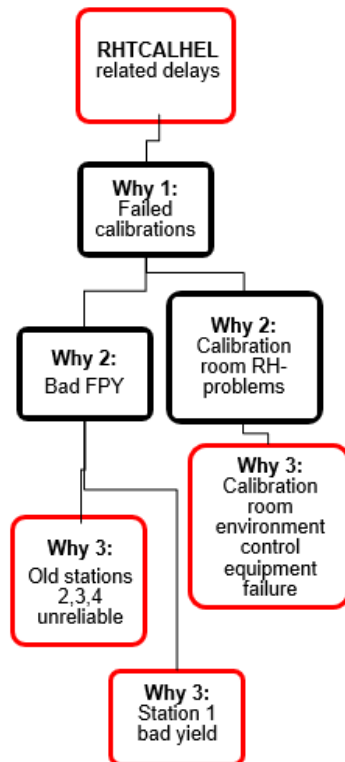 RHTCALHEL
related delays
Why 1:
Failed
calibrations
Why 2:
Bad FPY
Why 2:
Calibration
room RH-
problems
Why 3:
Old stations
2,3,4
unreliable
Why 3:
Calibration
room
environment
control
equipment
failure
Why 3:
Station 1
bad yield